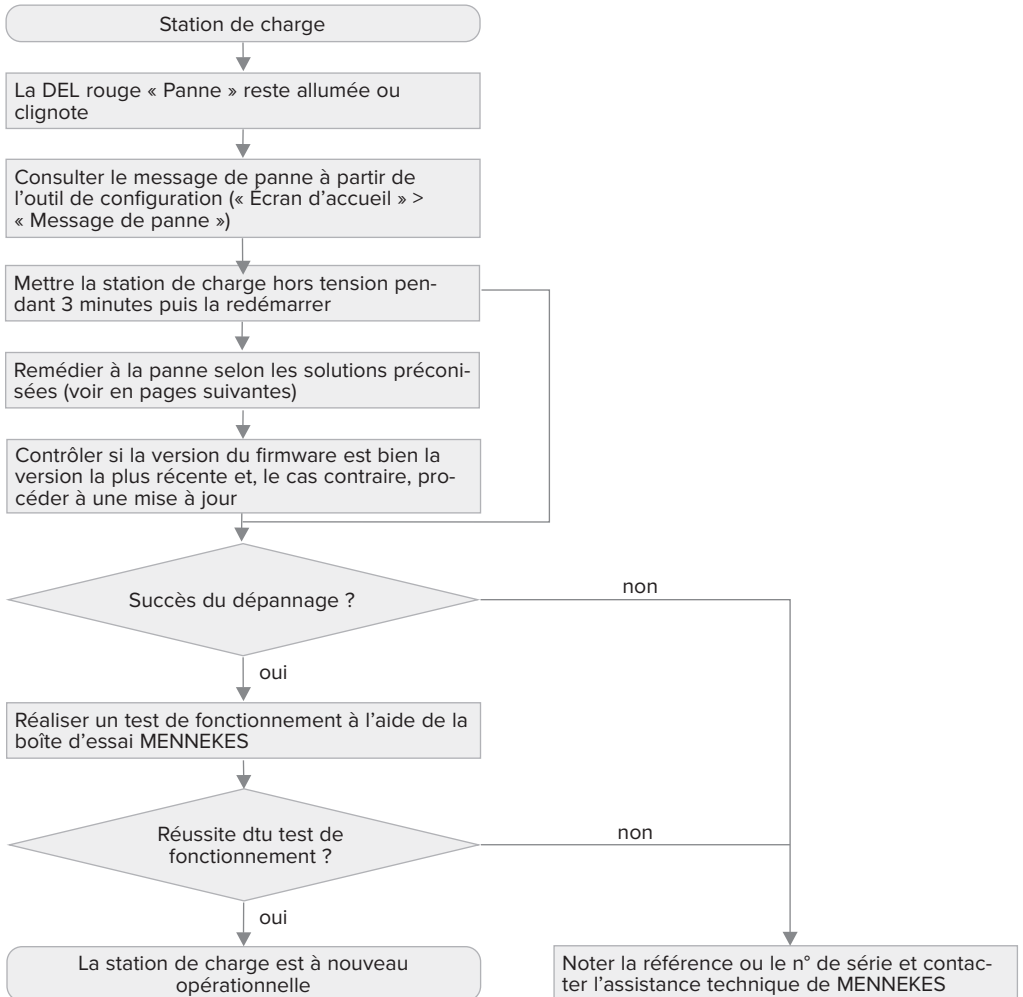 Station de charge
La DEL rouge « Panne » reste allumée ou
clignote
Consulter le message de panne à partir de
l'outil de configuration (« Écran d'accueil » >
« Message de panne »)
Mettre la station de charge hors tension pen-
dant 3 minutes puis la redémarrer
Remédier à la panne selon les solutions préconi-
sées (voir en pages suivantes)
Contrôler si la version du firmware est bien la
version la plus récente et, le cas contraire, pro-
céder à une mise à jour
Succès du dépannage ?
non
oui
Réaliser un test de fonctionnement à l'aide de la
boîte d'essai MENNEKES
Réussite dtu test de
fonctionnement ?
non
oui
La station de charge est à nouveau
opérationnelle
Noter la référence ou le n° de série et contac-
ter l'assistance technique de MENNEKES